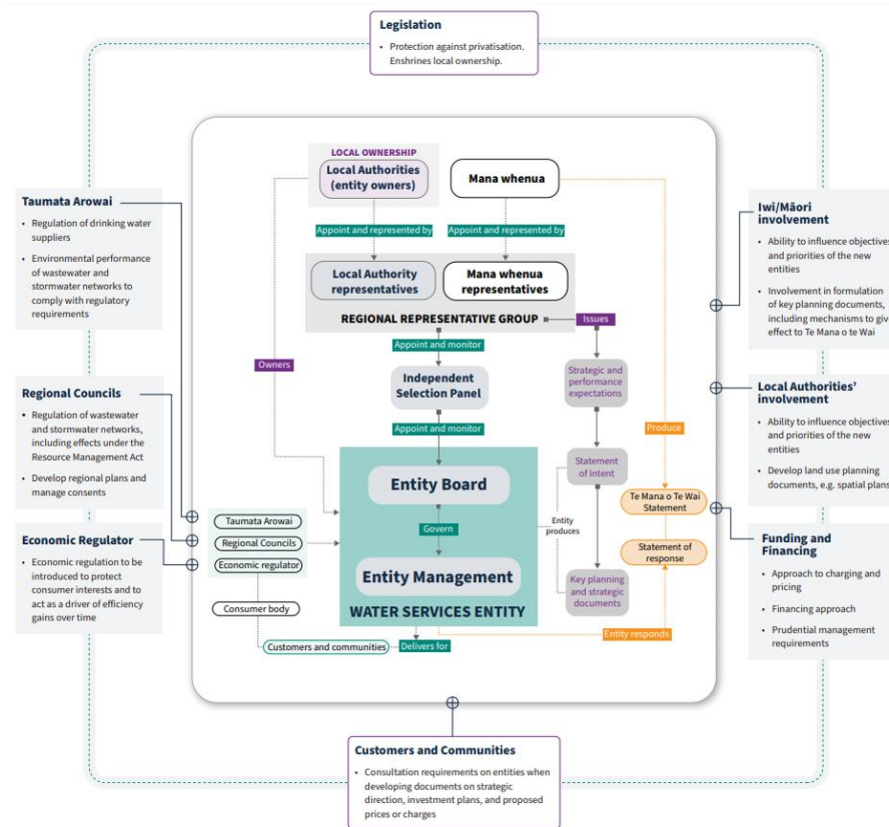 Legislation
• Protection against privatisation.
Enshrines local ownership.
LOCAL OWNERSHIP
Local Authorities
(entity owners)
Mana whenua
Appoint and represented by
Appoint and represented by
Local Authority
representatives
Mana whenua
representatives
REGIONAL REPRESENTATIVE GROUP
Issues
Appoint and monitor
Owners
Independent
Selection Panel
Strategic and
performance
expectations
Appoint and monitor
Produce
Entity Board
Statement
of Intent
Te Mana o Te Wai
Statement
Govern
Entity
produces
Taumata Arowai
Regional Councils
Economic regulator
Statement of
response
Entity Management
Key planning
and strategic
documents
Consumer body
WATER SERVICES ENTITY
Entity responds
Customers and communities
Delivers for
Taumata Arowai
• Regulation of drinking water
suppliers
• Environmental performance
of wastewater and
stormwater networks to
comply with regulatory
requirements
Regional Councils
• Regulation of wastewater
and stormwater networks,
including effects under the
Resource Management Act
• Develop regional plans and
manage consents
Economic Regulator
• Economic regulation to be
introduced to protect
consumer interests and to
act as a driver of efficiency
gains over time
Iwi/Māori
involvement
• Ability to influence objectives
and priorities of the new
entities
• Involvement in formulation
of key planning documents,
including mechanisms to giv
effect to Te Mana o te Wai
Local Authorities’
involvement
• Ability to influence objectives
and priorities of the new
entities
• Develop land use planning
documents, e.g. spatial plans
Funding and
Financing
• Approach to charging and
pricing
• Financing approach
• Prudential management
requirements
Customers and Communities
• Consultation requirements on entities when
developing documents on strategic
direction, investment plans, and proposed
prices or charges